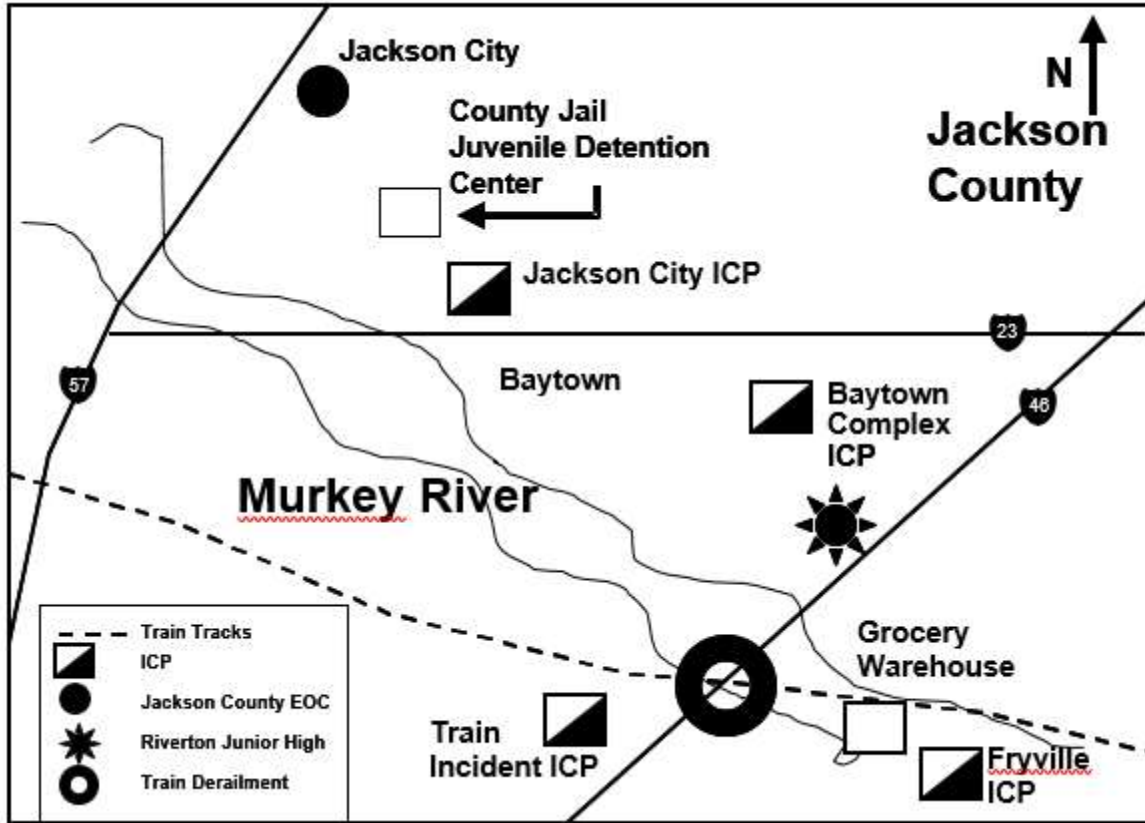 Jackson City
N
Jackson
County
County Jail
Juvenile Detention
Center
Jackson City ICP
23
57
Baytown
46
Baytown
Complex
ICP
Murkey River
Grocery
Warehouse
Train
Incident ICP
Fryville
ICP
Train Tracks
ICP
Jackson County EOC
Riverton Junior High
Train Derailment